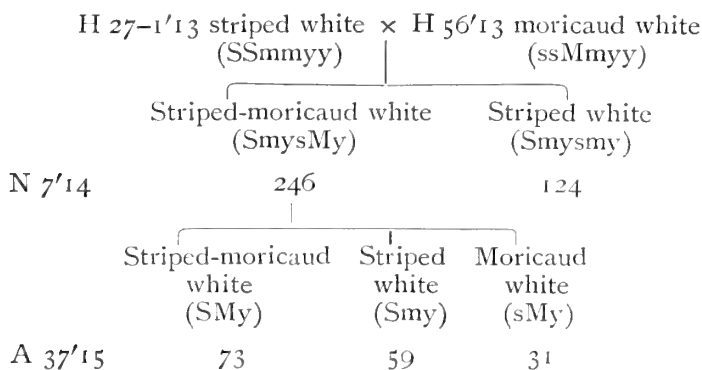 H 27–1′13 striped white × H 56′13 moricaud white
(SSmmyy) (ssMmyy)
Striped-moricaud white Striped white
(SmysMy) (Smysmy)
N 7′14 246 124
Striped-moricaud Striped Moricaud
white white white
(SMy) (Smy) (sMy)
A 37′15 73 59 31